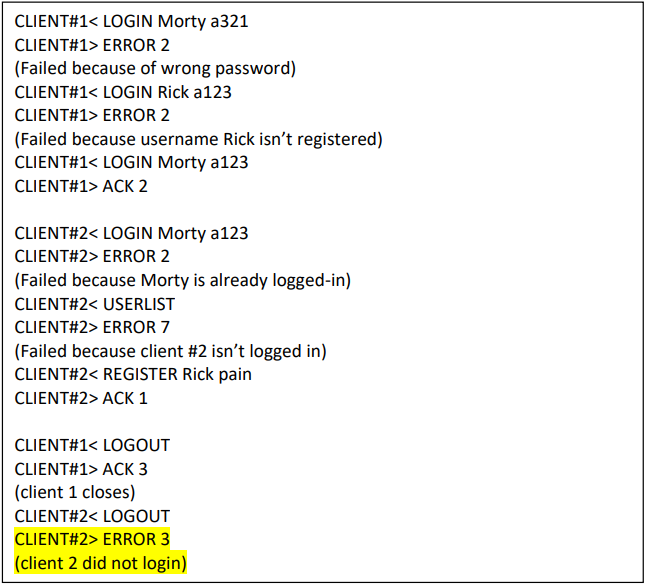 CLIENT#1< LOGIN Morty a321
CLIENT#1> ERROR 2
(Failed because of wrong password)
CLIENT#1< LOGIN Rick a123
CLIENT#1> ERROR 2
(Failed because username Rick isn’t registered)
CLIENT#1< LOGIN Morty a123
CLIENT#1> ACK 2
CLIENT#2< LOGIN Morty a123
CLIENT#2> ERROR 2
(Failed because Morty is already logged-in)
CLIENT#2< USERLIST
CLIENT#2> ERROR 7
(Failed because client #2 isn’t logged in)
CLIENT#2< REGISTER Rick pain
CLIENT#2> ACK 1
CLIENT#1< LOGOUT
CLIENT#1> ACK 3
(client 1 closes)
CLIENT#2< LOGOUT
CLIENT#2> ERROR 3
(client 2 did not login)